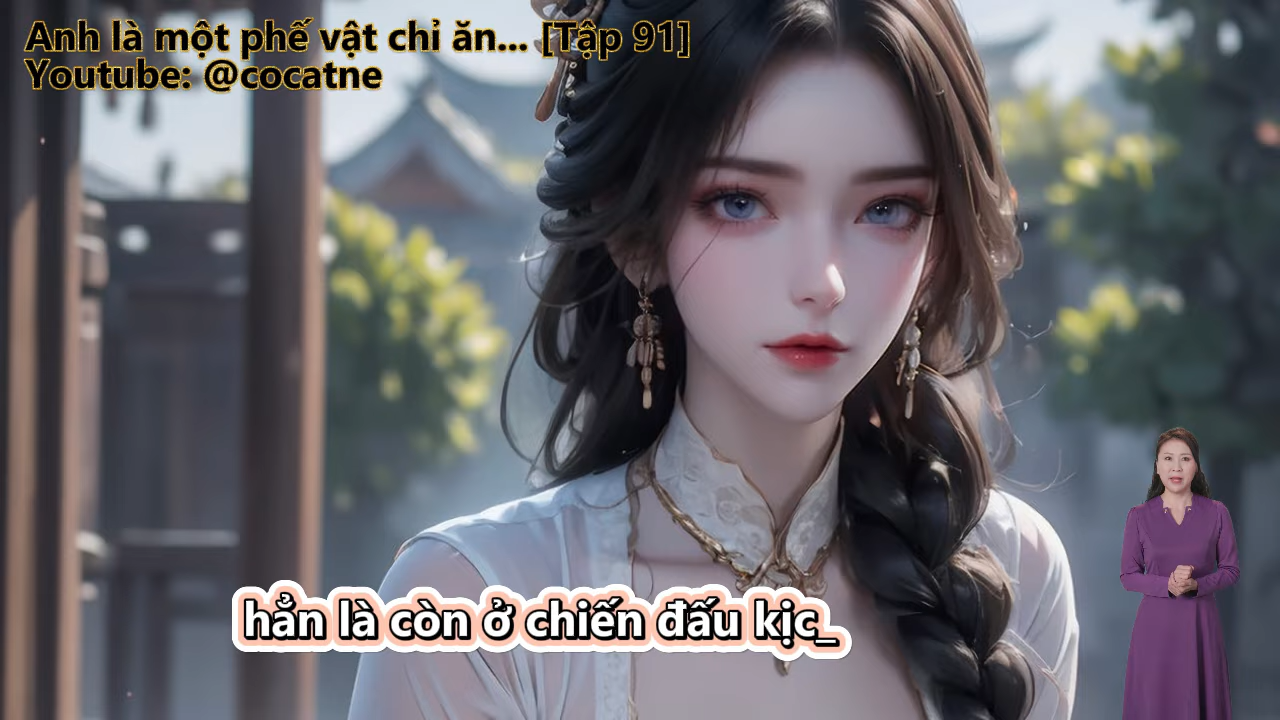 Anh là một phế vật chỉ ăn... [Tập 91]
Youtube: @cocatne
hẳn là còn ở chiến đấu kịc_